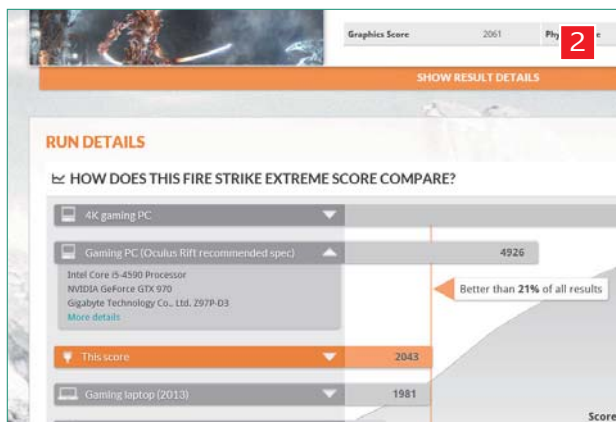 Graphics Score 2061
2
SHOW RESULT DETAILS
RUN DETAILS
HOW DOES THIS FIRE STRIKE EXTREME SCORE COMPARE?
4K gaming PC
Gaming PC (Oculus Rift recommended spec) 4926
Intel Core i5-4590 Processor
NVIDIA GeForce GTX 970
Gigabyte Technology Co., Ltd. Z97P-D3
More details
Better than 21% of all results
This score 2043
Gaming laptop (2013) 1981
Score